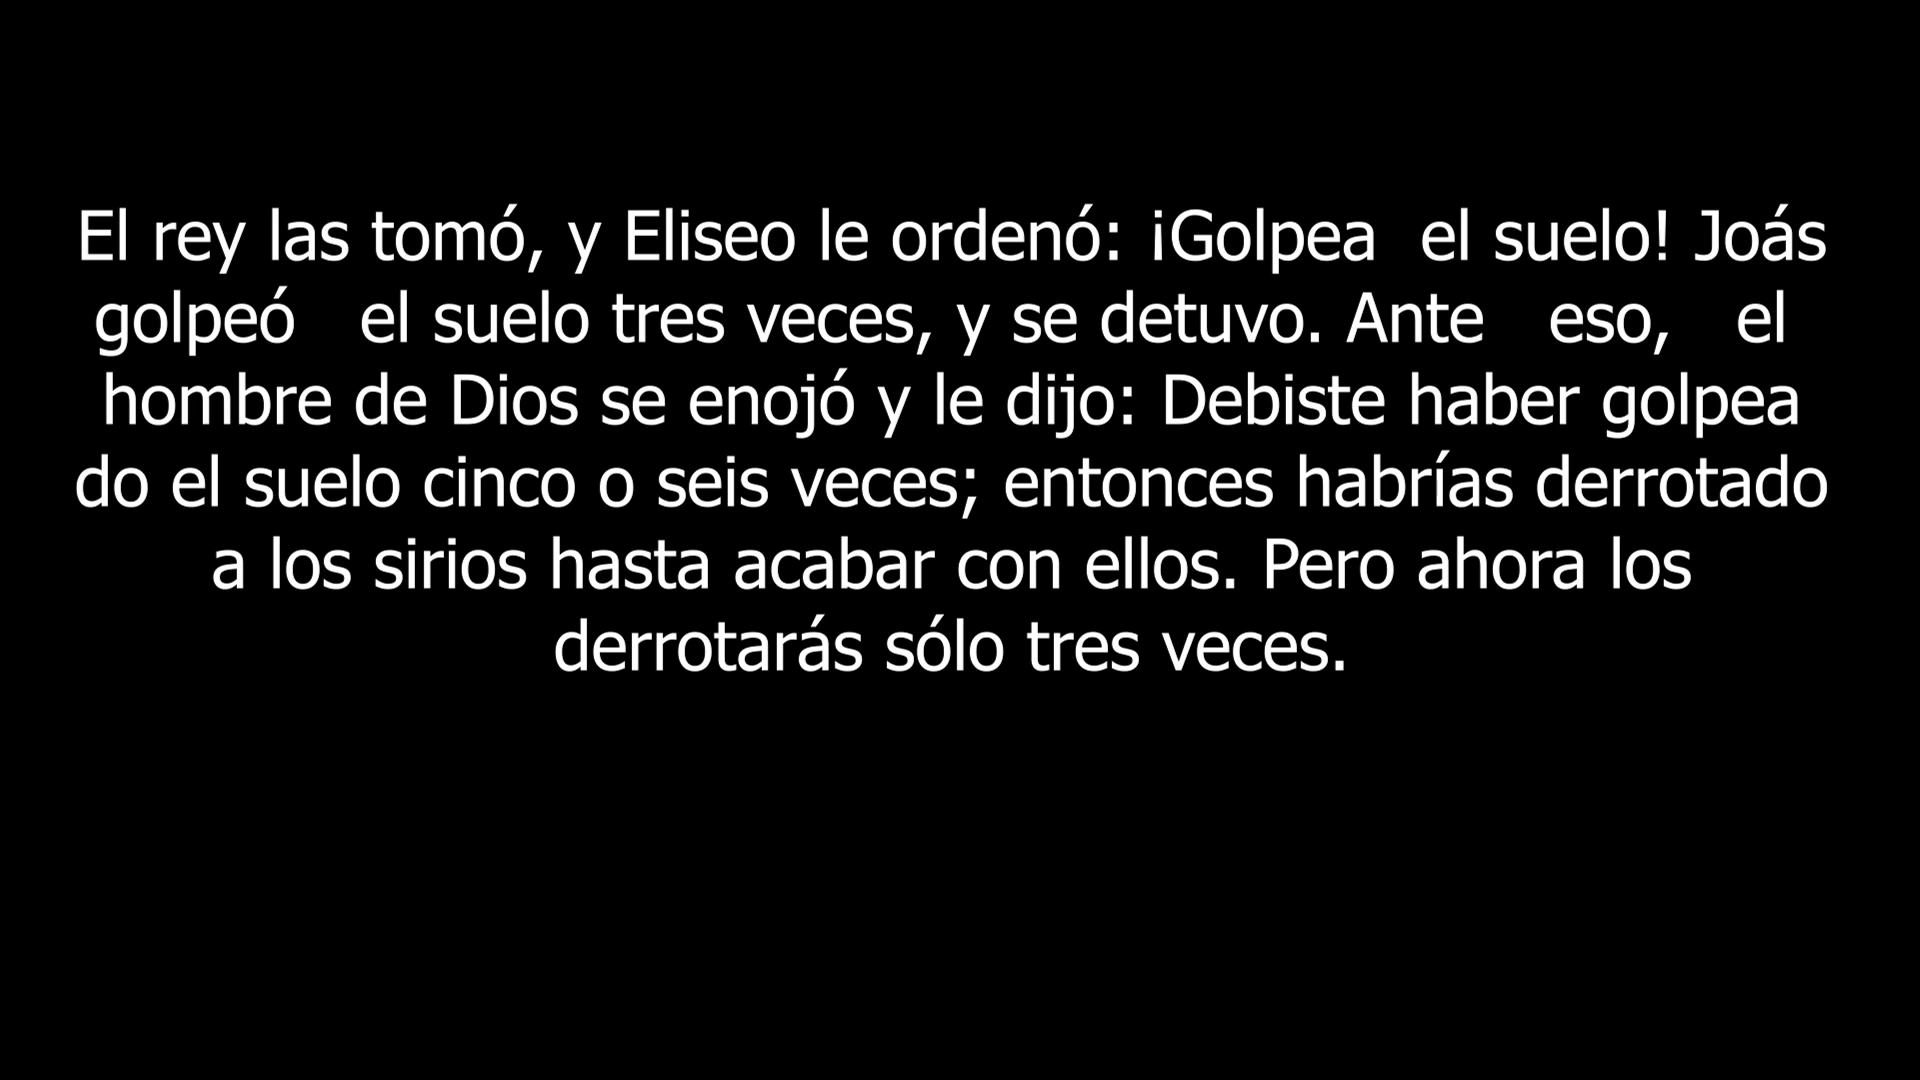 El rey las tomó, y Eliseo le ordenó: ¡Golpea  el suelo! Joás
golpeó   el suelo tres veces, y se detuvo. Ante   eso,   el
hombre de Dios se enojó y le dijo: Debiste haber golpea
do el suelo cinco o seis veces; entonces habrías derrotado
a los sirios hasta acabar con ellos. Pero ahora los
derrotarás sólo tres veces.